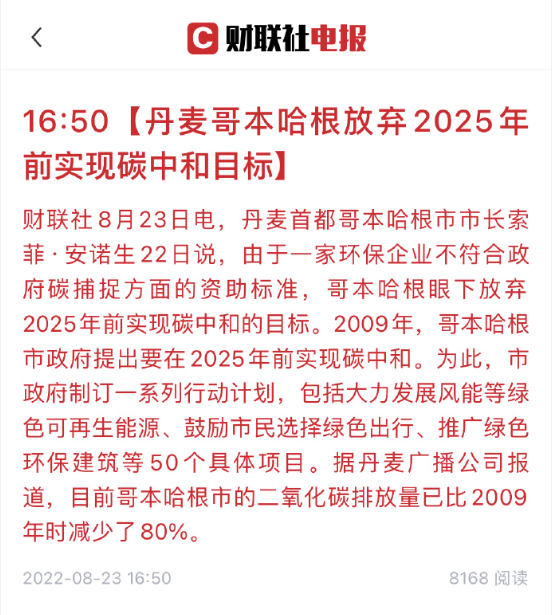 财联社电报
16:50【丹麦哥本哈根放弃2025年
前实现碳中和目标】
财联社8月23日电，丹麦首都哥本哈根市市长索
菲·安诺生22日说，由于一家环保企业不符合政
府碳捕捉方面的资助标准，哥本哈根眼下放弃
2025年前实现碳中和的目标。2009年，哥本哈根
市政府提出要在2025年前实现碳中和。为此，市
政府制订一系列行动计划，包括大力发展风能等绿
色可再生能源、鼓励市民选择绿色出行、推广绿色
环保建筑等50个具体项目。据丹麦广播公司报
道，目前哥本哈根市的二氧化碳排放量已比2009
年时减少了80%。
2022-08-23 16:50 8168 阅读